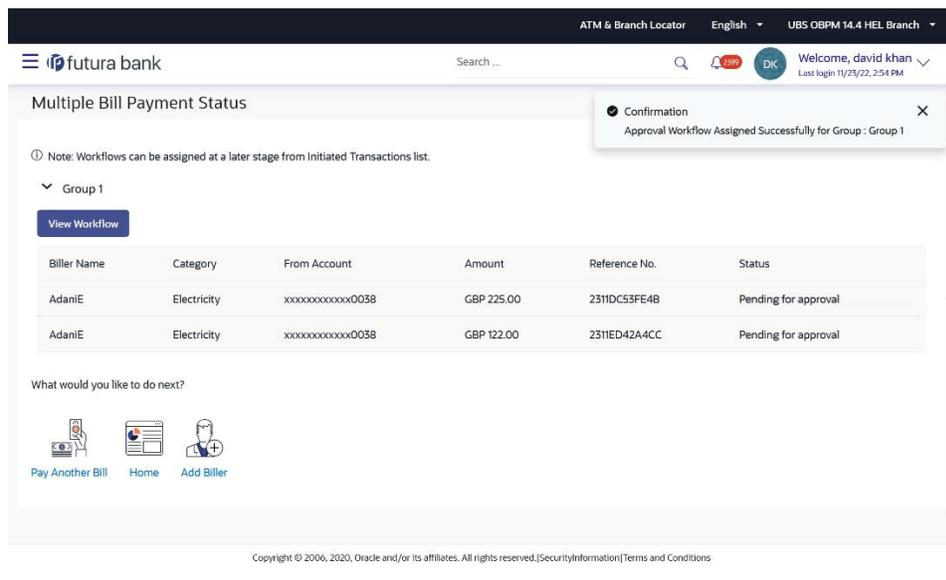 ATM & Branch Locator English UBS OBPM 14.4 HEL Branch
futura bank Search ... 2599 DK Welcome, david khan
Last login 11/23/22, 2:54 PM
Multiple Bill Payment Status
Confirmation
Approval Workflow Assigned Successfully for Group : Group 1
Note: Workflows can be assigned at a later stage from Initiated Transactions list.
Group 1
View Workflow
Biller Name Category From Account Amount Reference No. Status
AdaniE Electricity xxxxxxxxxxxx0038 GBP 225.00 2311DC53FE4B Pending for approval
AdaniE Electricity xxxxxxxxxxxx0038 GBP 122.00 2311ED42A4CC Pending for approval
What would you like to do next?
Pay Another Bill Home Add Biller
Copyright © 2006, 2020, Oracle and/or its affiliates. All rights reserved.|SecurityInformation|Terms and Conditions